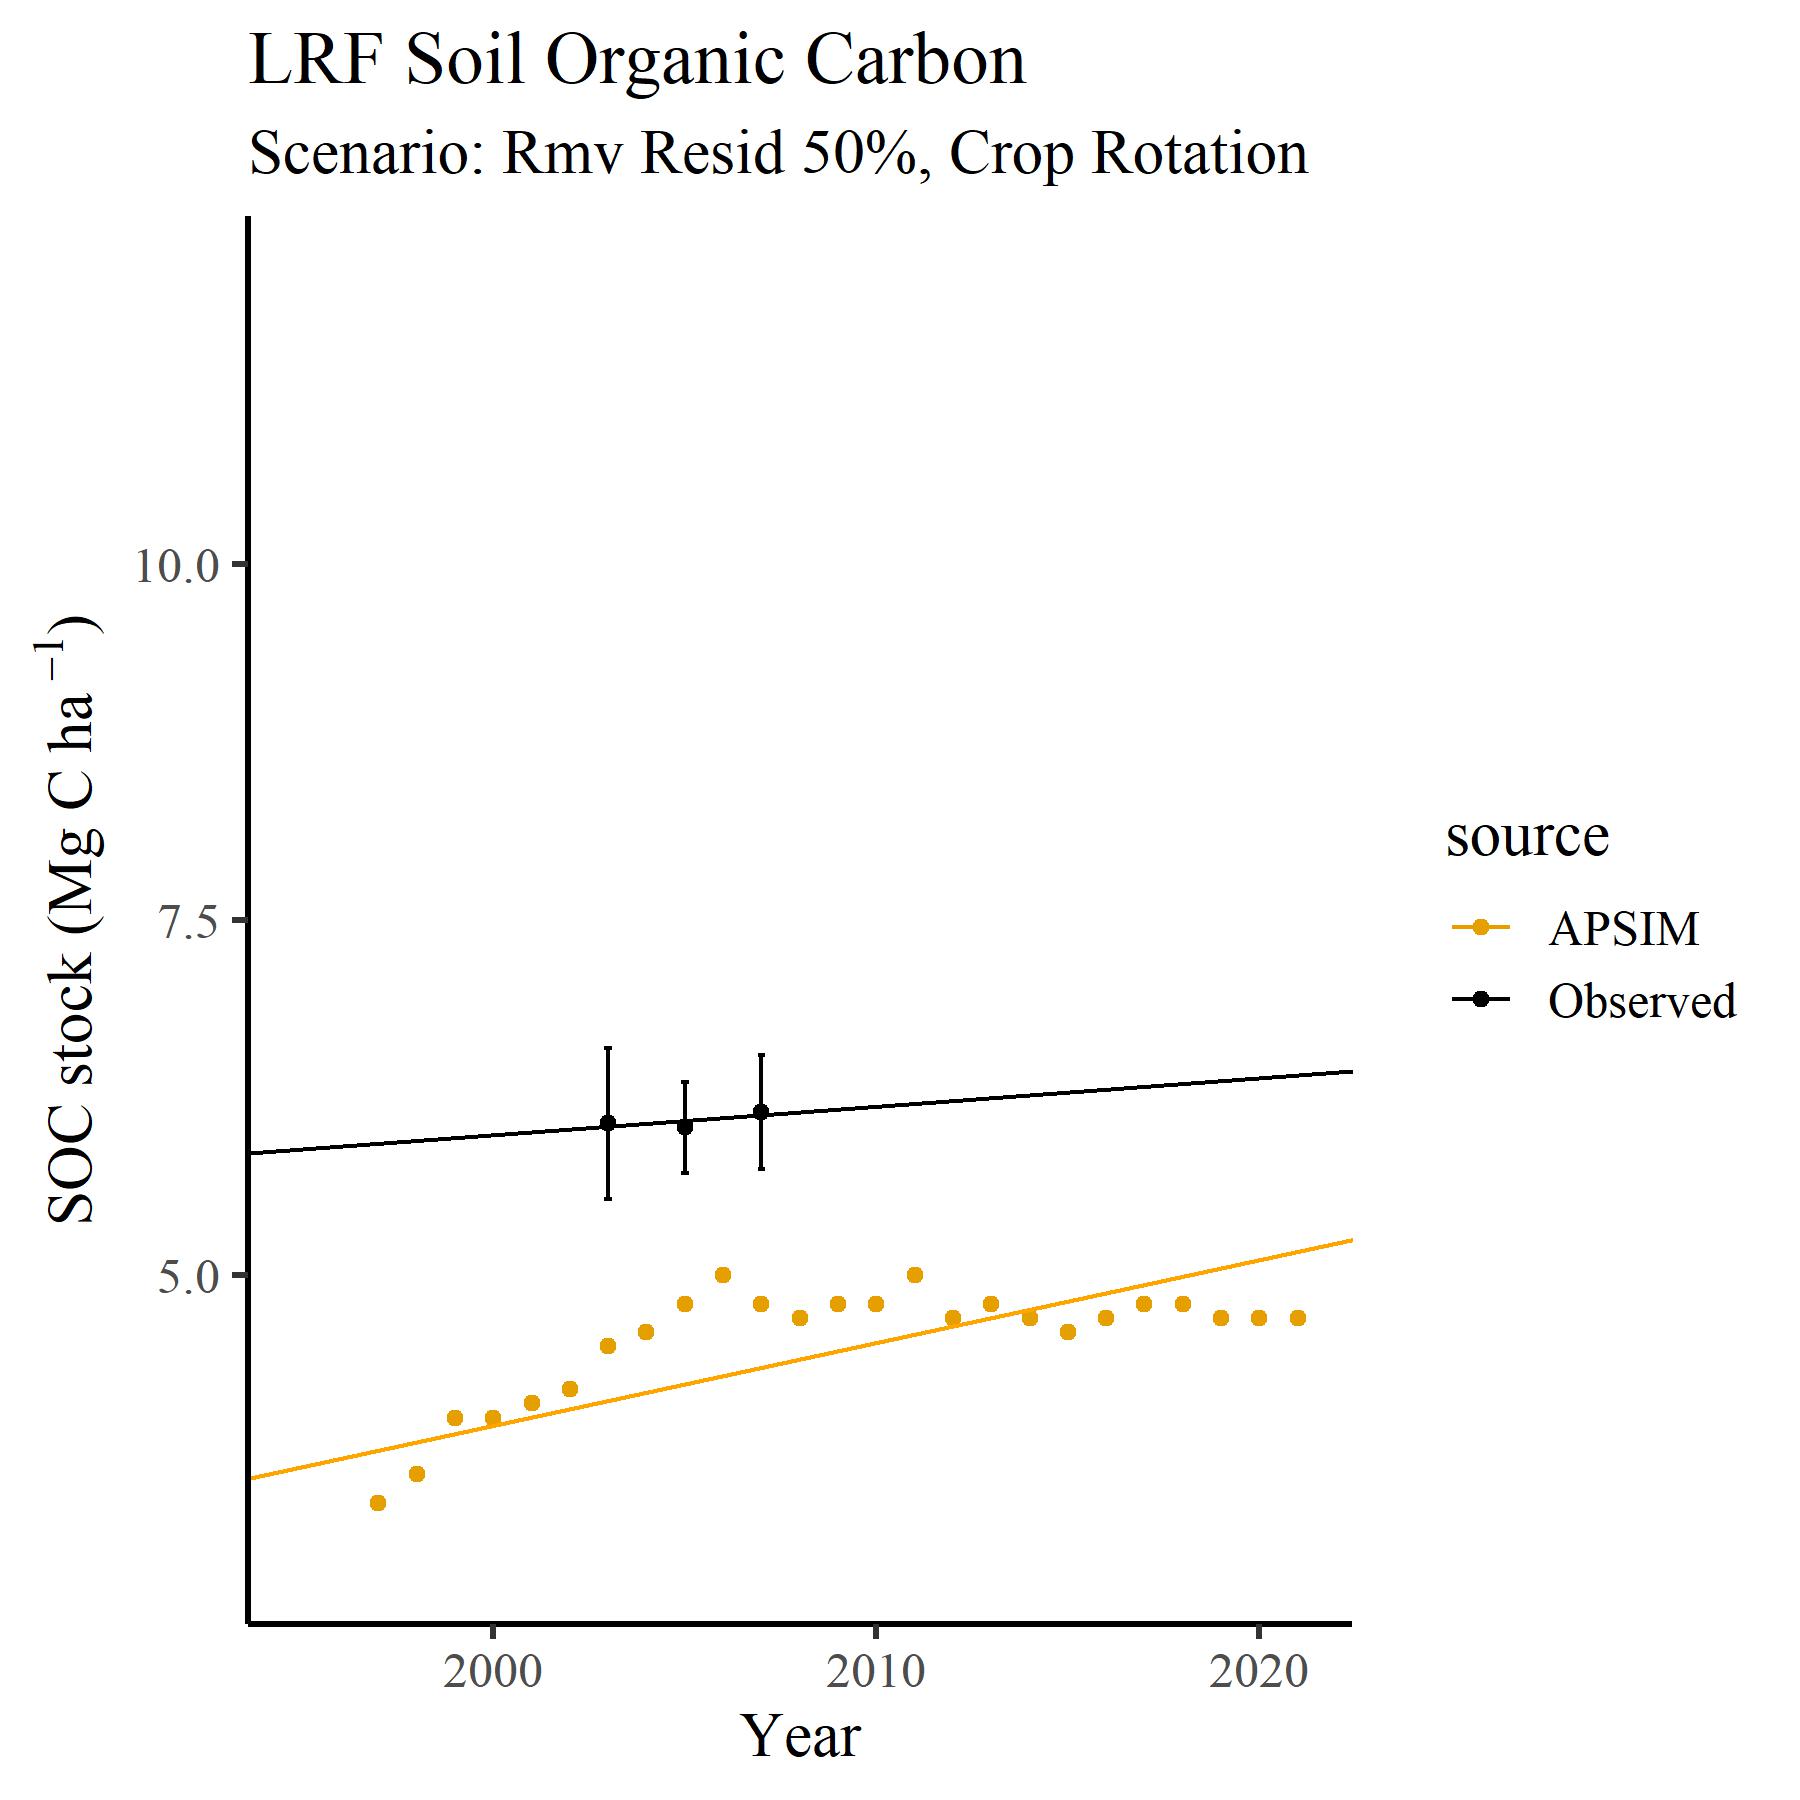 LRF Soil Organic Carbon
Scenario: Rmv Resid 50%, Crop Rotation
SOC stock (Mg C ha⁻¹)
10.0
7.5
5.0
2000
2010
2020
Year
source
APSIM
Observed